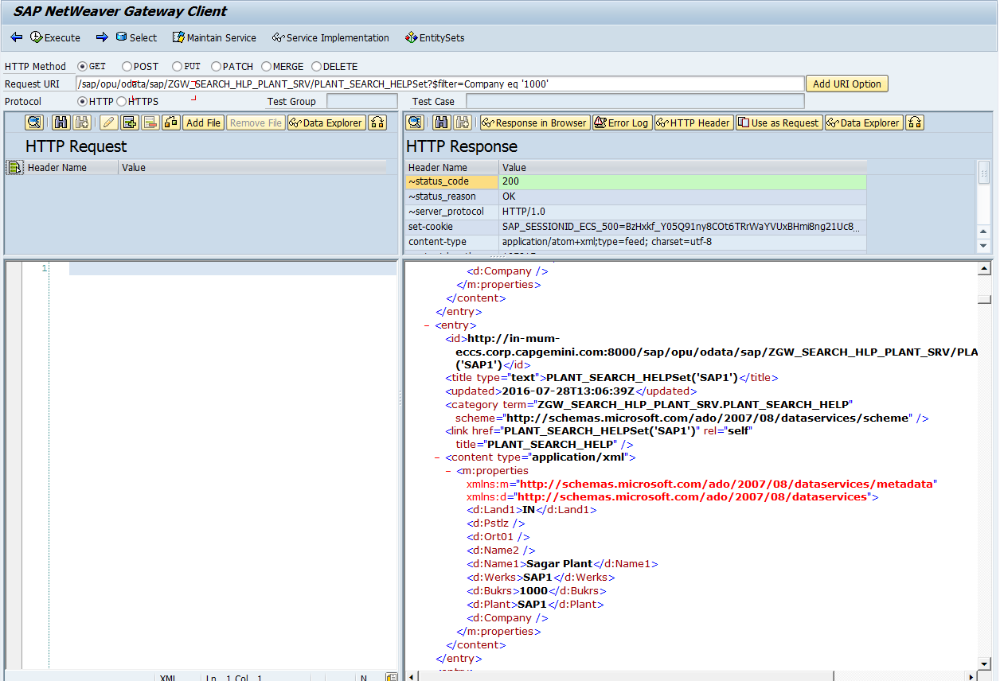 SAP NetWeaver Gateway Client
Execute Select Maintain Service Service Implementation EntitySets
HTTP Method GET POST PUT PATCH MERGE DELETE
Request URI /sap/opu/odata/sap/ZGW_SEARCH_HLP_PLANT_SRV/PLANT_SEARCH_HELPSet?$filter=Company eq '1000' Add URI Option
Protocol HTTP HTTPS Test Group Test Case
Add File Remove File Data Explorer
HTTP Request
Header Name Value
Response in Browser Error Log HTTP Header Use as Request Data Explorer
HTTP Response
Header Name Value
~status_code 200
~status_reason OK
~server_protocol HTTP/1.0
set-cookie SAP_SESSIONID_ECS_500=BzHxkf_Y05Q91ny8COt6TRrWaYVUxBHmi8ng21Uc8...
content-type application/atom+xml;type=feed; charset=utf-8
1
<d:Company />
</m:properties>
</content>
</entry>
- <entry>
<id>http://in-mum-
eccs.corp.capgemini.com:8000/sap/opu/odata/sap/ZGW_SEARCH_HLP_PLANT_SRV/PLA
('SAP1')</id>
<title type="text">PLANT_SEARCH_HELPSet('SAP1')</title>
<updated>2016-07-28T13:06:39Z</updated>
<category term="ZGW_SEARCH_HLP_PLANT_SRV.PLANT_SEARCH_HELP"
scheme="http://schemas.microsoft.com/ado/2007/08/dataservices/scheme" />
<link href="PLANT_SEARCH_HELPSet('SAP1')" rel="self"
title="PLANT_SEARCH_HELP" />
- <content type="application/xml">
- <m:properties
xmlns:m="http://schemas.microsoft.com/ado/2007/08/dataservices/metadata"
xmlns:d="http://schemas.microsoft.com/ado/2007/08/dataservices">
<d:Land1>IN</d:Land1>
<d:Pstlz />
<d:Ort01 />
<d:Name2 />
<d:Name1>Sagar Plant</d:Name1>
<d:Werks>SAP1</d:Werks>
<d:Bukrs>1000</d:Bukrs>
<d:Plant>SAP1</d:Plant>
<d:Company />
</m:properties>
</content>
</entry>
XML Ln 1 Col 1 N